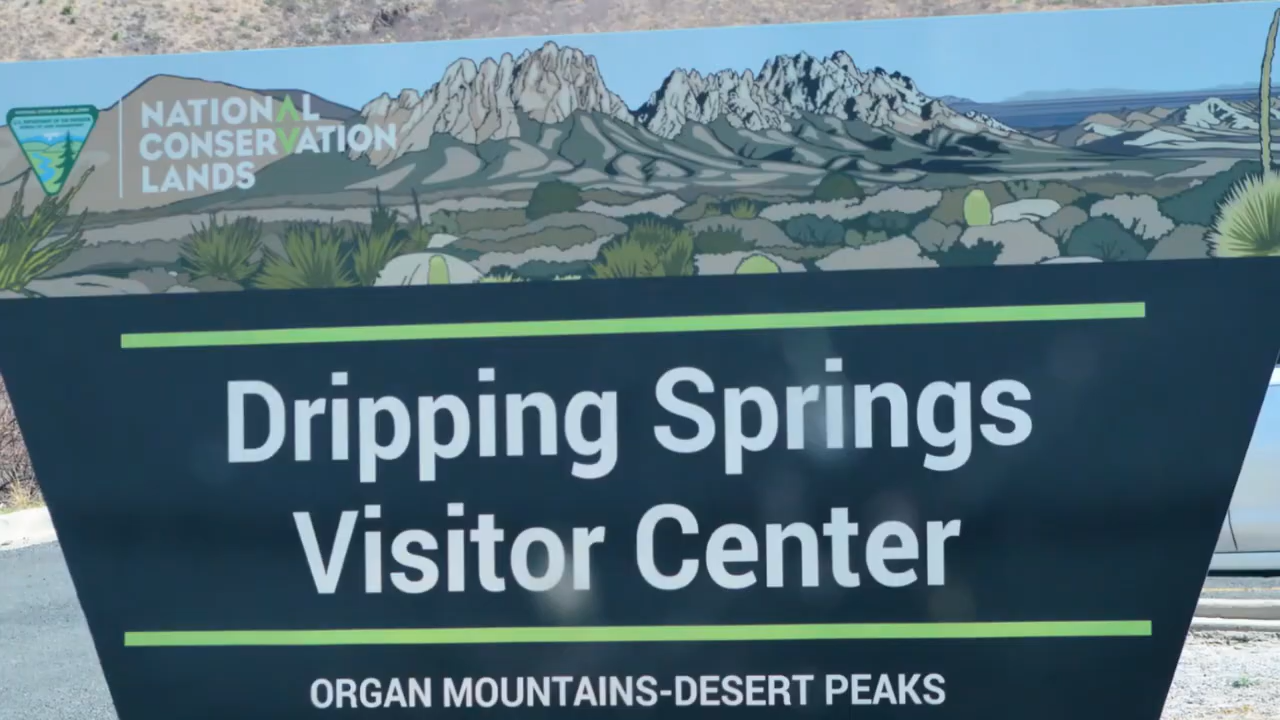 NATIONAL
CONSERVATION
LANDS
Dripping Springs
Visitor Center
ORGAN MOUNTAINS-DESERT PEAKS